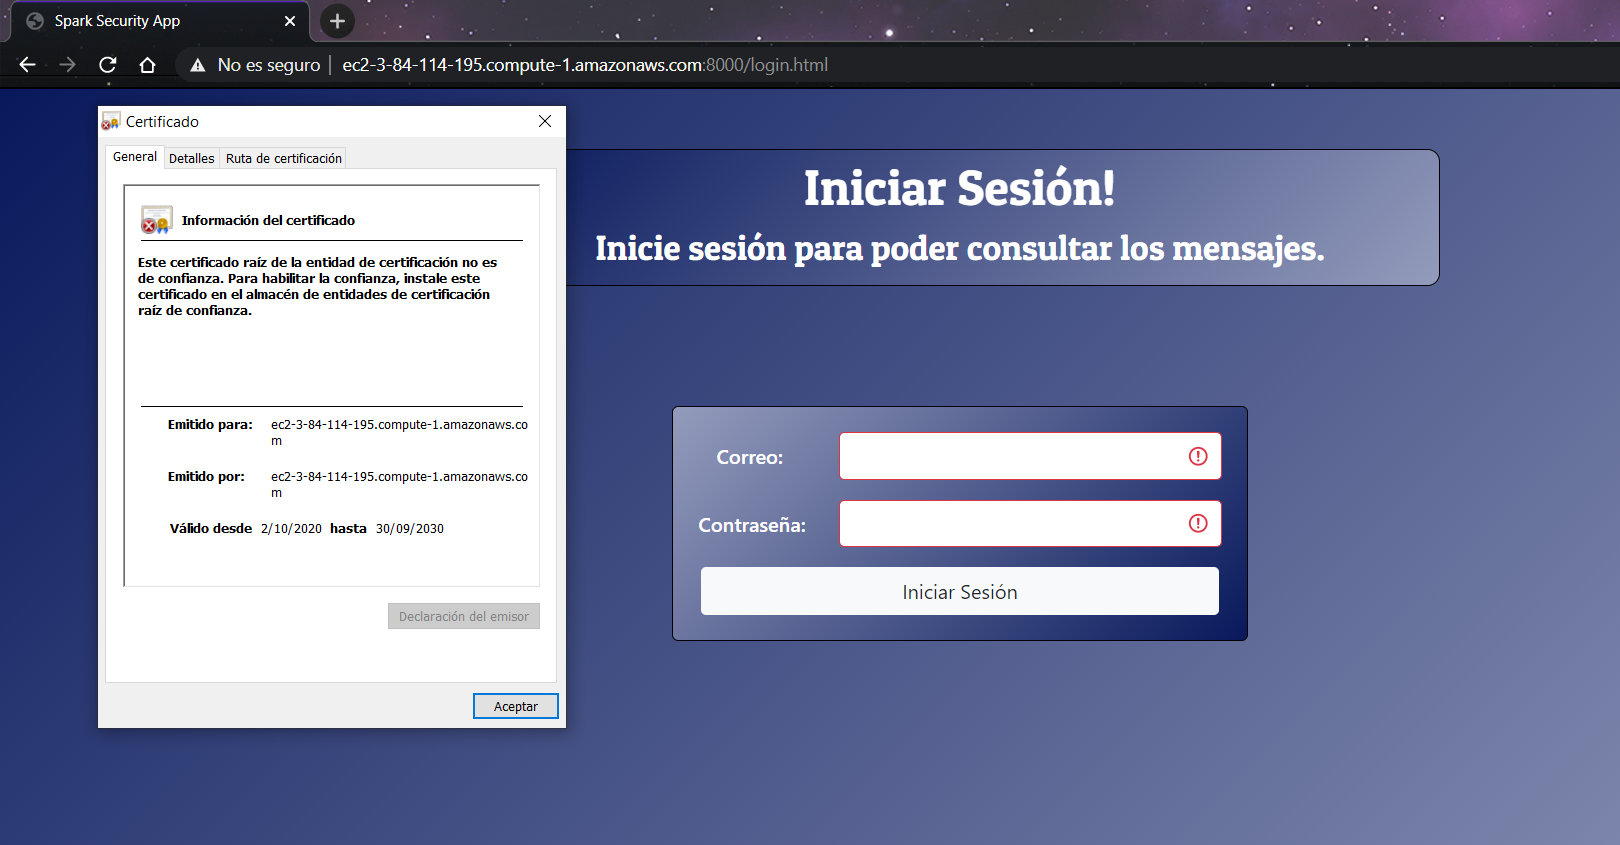 Spark Security App
No es seguro | ec2-3-84-114-195.compute-1.amazonaws.com:8000/login.html
Certificado
General Detalles Ruta de certificación
Información del certificado
Este certificado raíz de la entidad de certificación no es
de confianza. Para habilitar la confianza, instale este
certificado en el almacén de entidades de certificación
raíz de confianza.
Emitido para: ec2-3-84-114-195.compute-1.amazonaws.co
m
Emitido por: ec2-3-84-114-195.compute-1.amazonaws.co
m
Válido desde 2/10/2020 hasta 30/09/2030
Declaración del emisor
Aceptar
Iniciar Sesión!
Inicie sesión para poder consultar los mensajes.
Correo:
Contraseña:
Iniciar Sesión